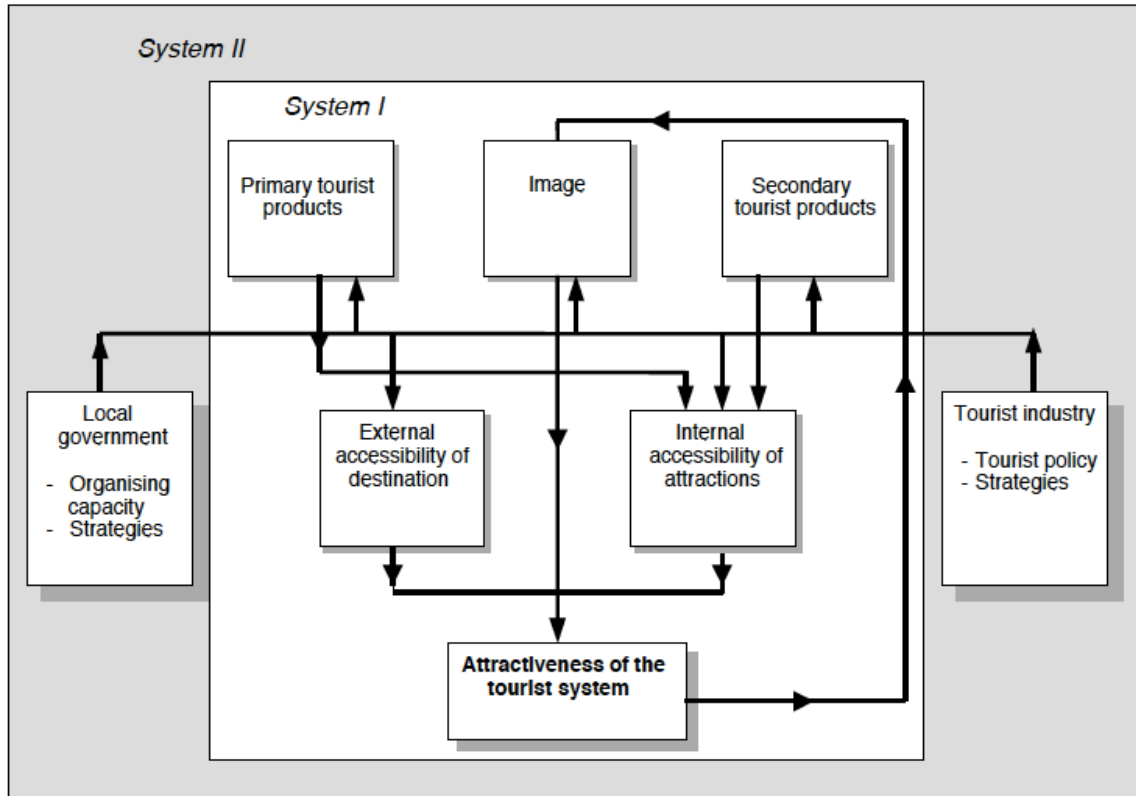 System II
System I
Primary tourist
products
Image
Secondary
tourist products
Local
government
- Organising
capacity
- Strategies
External
accessibility of
destination
Internal
accessibility of
attractions
Tourist industry
- Tourist policy
- Strategies
Attractiveness of the
tourist system